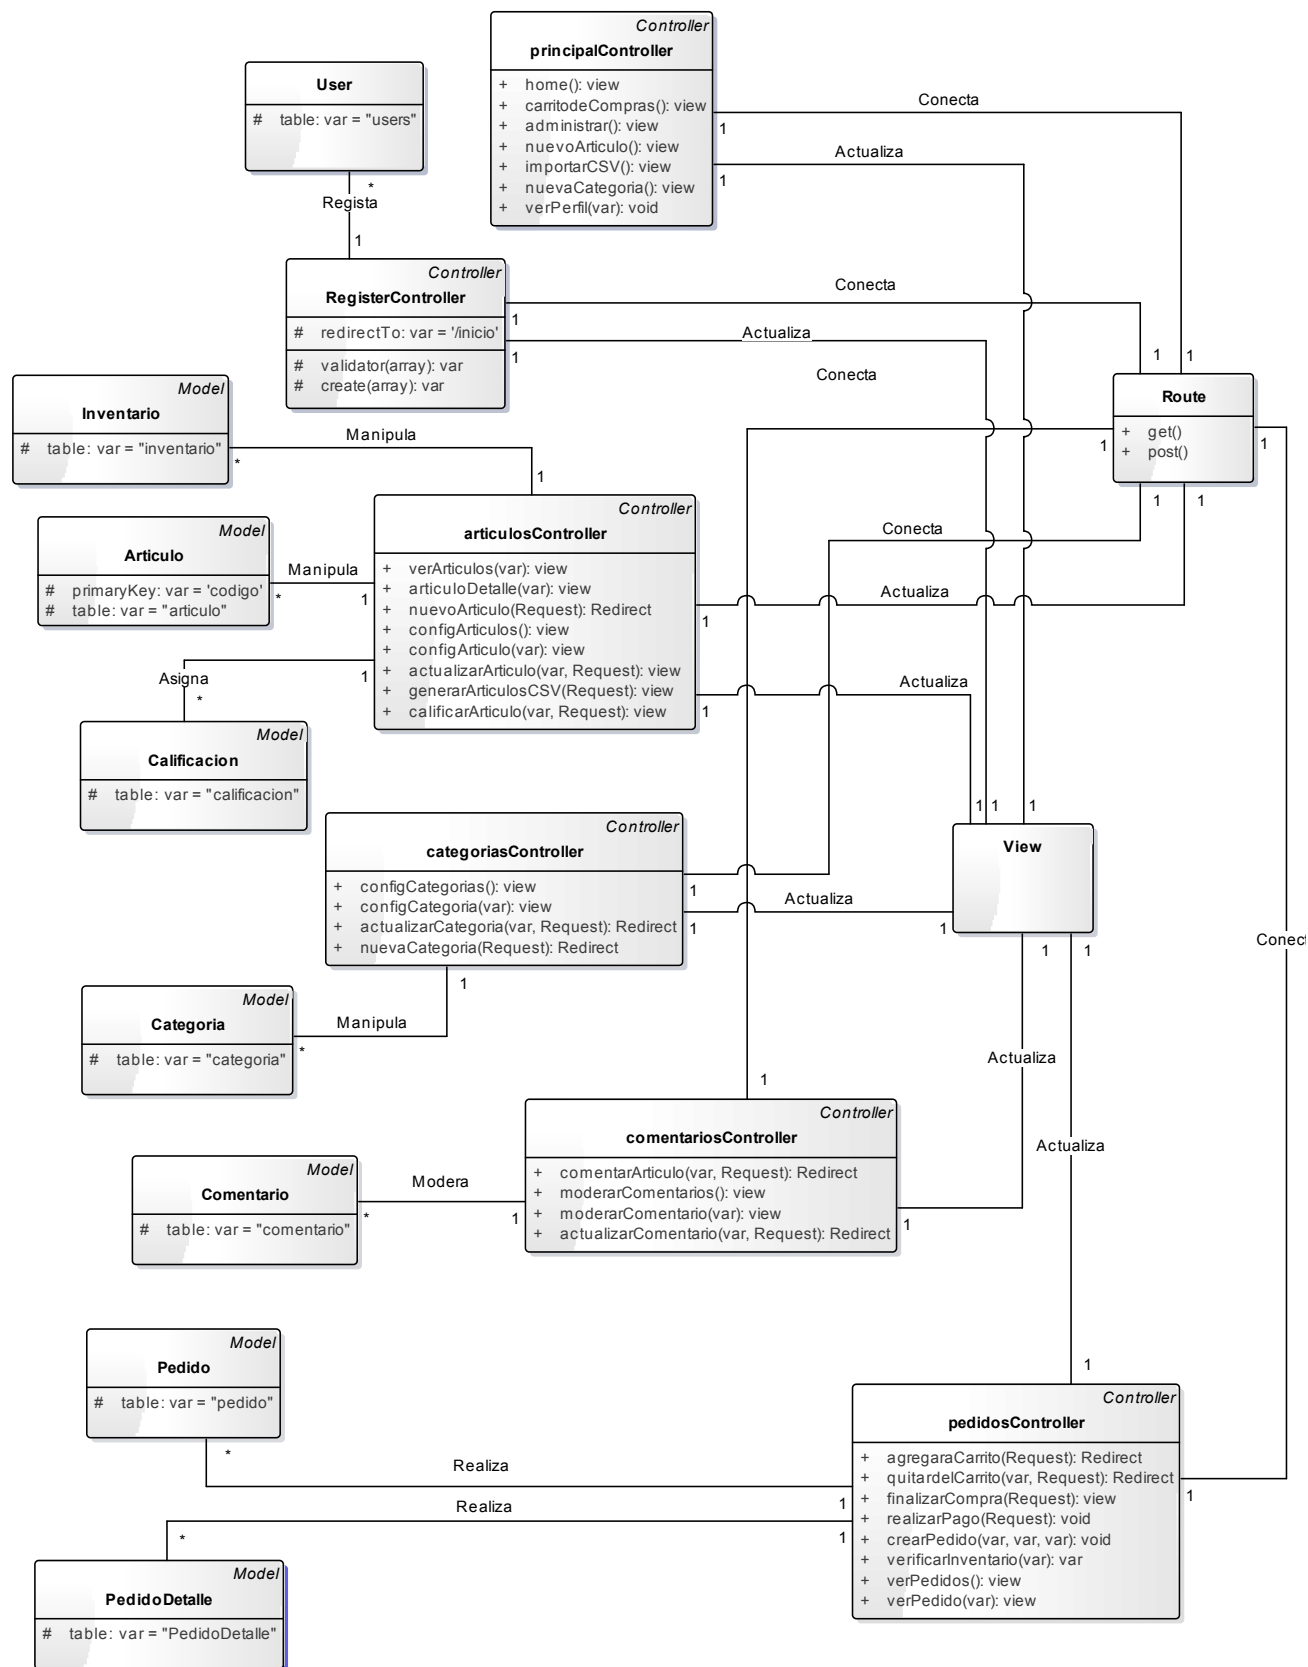 Controller
principalController
+ home(): view
+ carritodeCompras(): view
+ administrar(): view
+ nuevoArticulo(): view
+ importarCSV(): view
+ nuevaCategoria(): view
+ verPerfil(var): void
Conecta
1
1
Actualiza
1
1
User
# table: var = "users"
*
Regista
1
Controller
RegisterController
# redirectTo: var = '/inicio'
# validator(array): var
# create(array): var
Conecta
1
1
Actualiza
1
1
Conecta
1
1
Route
+ get()
+ post()
1
Model
Inventario
# table: var = "inventario"
Manipula
*
1
Model
Articulo
# primaryKey: var = 'codigo'
# table: var = "articulo"
Manipula
*
1
Controller
articulosController
+ verArticulos(var): view
+ articuloDetalle(var): view
+ nuevoArticulo(Request): Redirect
+ configArticulos(): view
+ configArticulo(var): view
+ actualizarArticulo(var, Request): view
+ generarArticulosCSV(Request): view
+ calificarArticulo(var, Request): view
1
1
Conecta
Actualiza
1
Actualiza
1
1
Asigna
1
*
Model
Calificacion
# table: var = "calificacion"
Controller
categoriasController
+ configCategorias(): view
+ configCategoria(var): view
+ actualizarCategoria(var, Request): Redirect
+ nuevaCategoria(Request): Redirect
1
Actualiza
1
1
View
1
1
Conect
1
Model
Categoria
# table: var = "categoria"
Manipula
*
Actualiza
Actualiza
Controller
comentariosController
+ comentarArticulo(var, Request): Redirect
+ moderarComentarios(): view
+ moderarComentario(var): view
+ actualizarComentario(var, Request): Redirect
1
Model
Comentario
# table: var = "comentario"
Modera
*
1
Model
Pedido
# table: var = "pedido"
*
Realiza
1
1
Controller
pedidosController
+ agregaraCarrito(Request): Redirect
+ quitardelCarrito(var, Request): Redirect
+ finalizarCompra(Request): view
+ realizarPago(Request): void
+ crearPedido(var, var, var): void
+ verificarInventario(var): var
+ verPedidos(): view
+ verPedido(var): view
1
Realiza
*
1
Model
PedidoDetalle
# table: var = "PedidoDetalle"